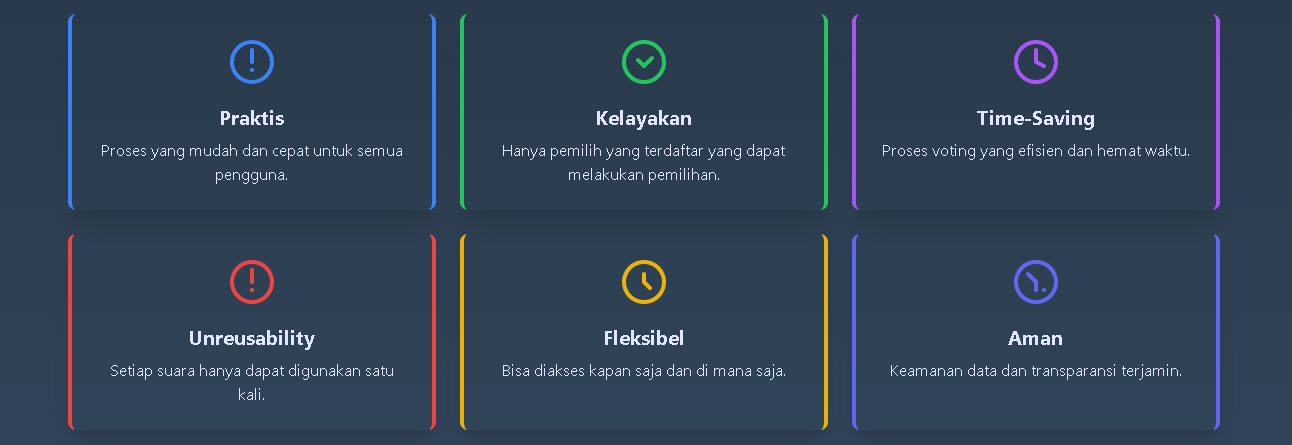 Praktis
Proses yang mudah dan cepat untuk semua
pengguna.
Kelayakan
Hanya pemilih yang terdaftar yang dapat
melakukan pemilihan.
Time-Saving
Proses voting yang efisien dan hemat waktu.
Unreusability
Setiap suara hanya dapat digunakan satu
kali.
Fleksibel
Bisa diakses kapan saja dan di mana saja.
Aman
Keamanan data dan transparansi terjamin.